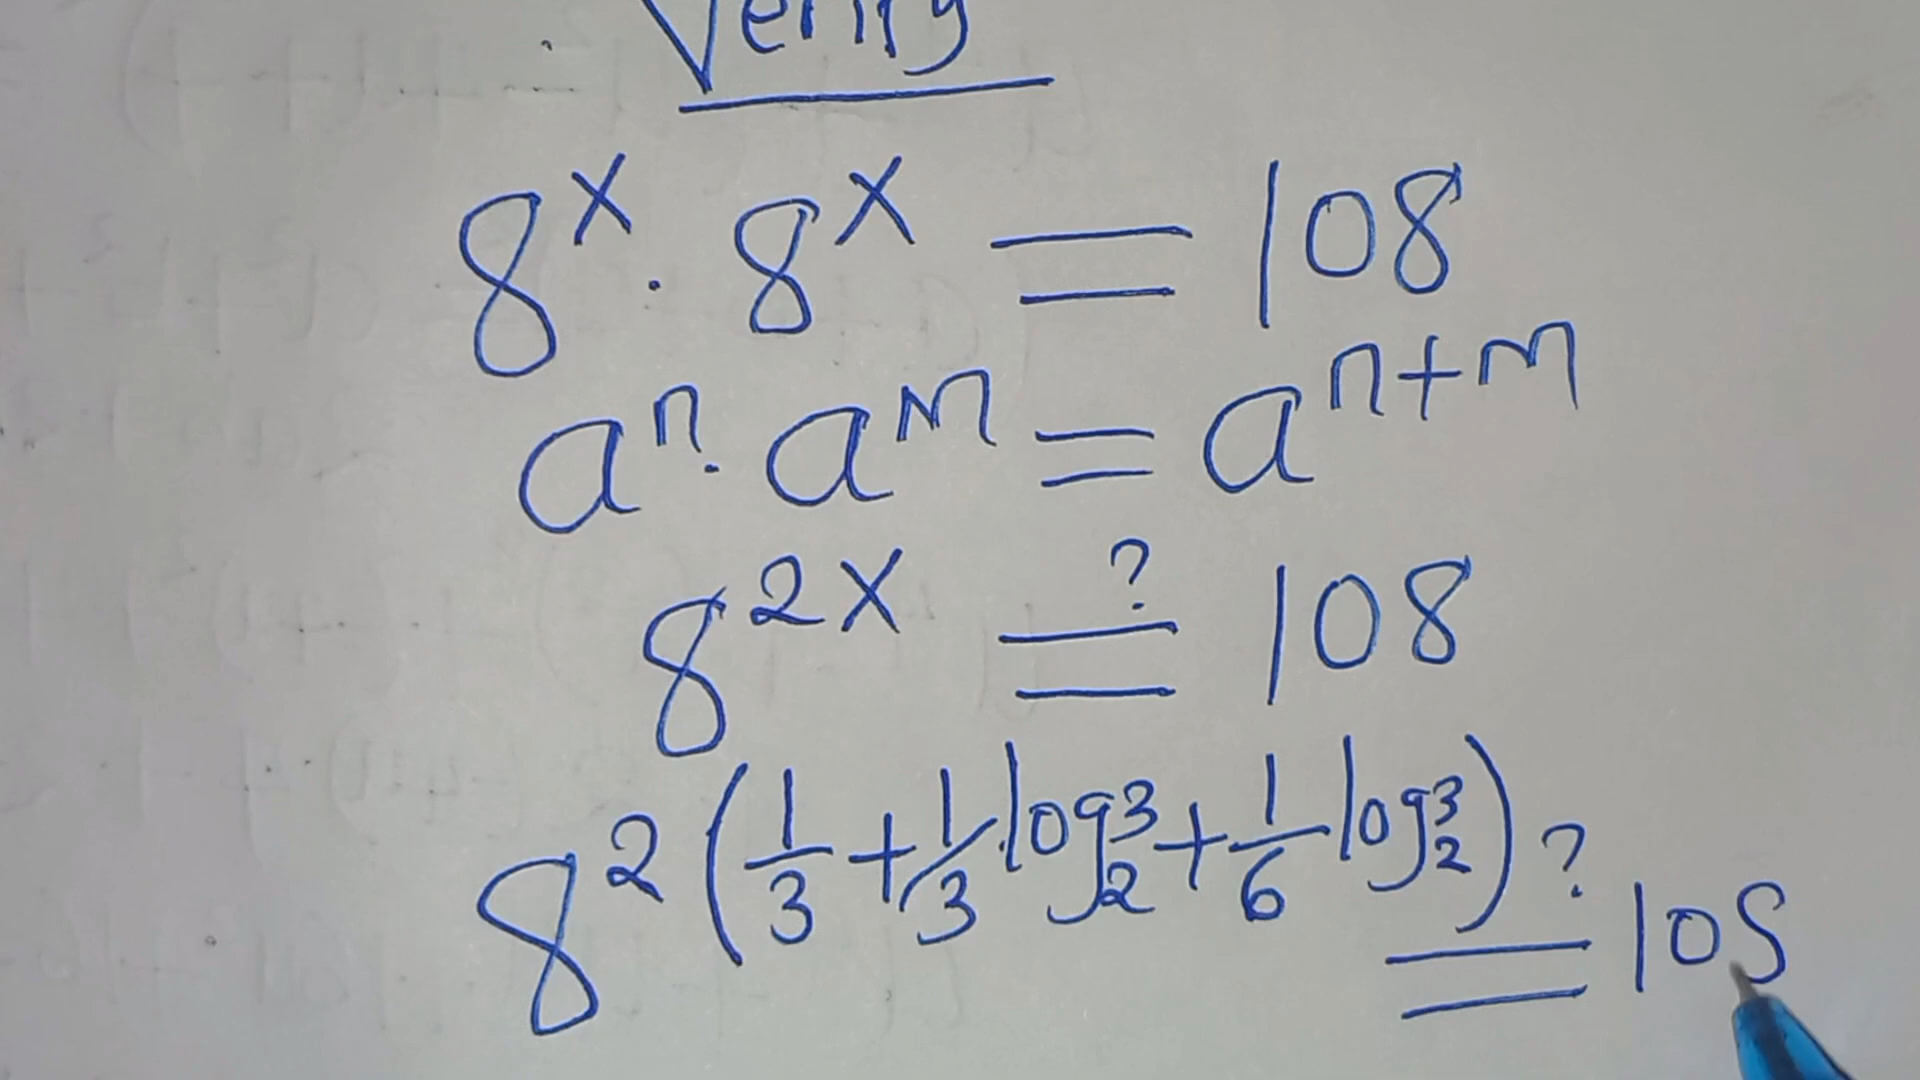 Verify
8^x · 8^x = 108
a^n · a^m = a^(n+m)
8^(2x) =? 108
8^(2(1/3 + 1/3 · log_2^3 + 1/6 log_2^3)) =? 108